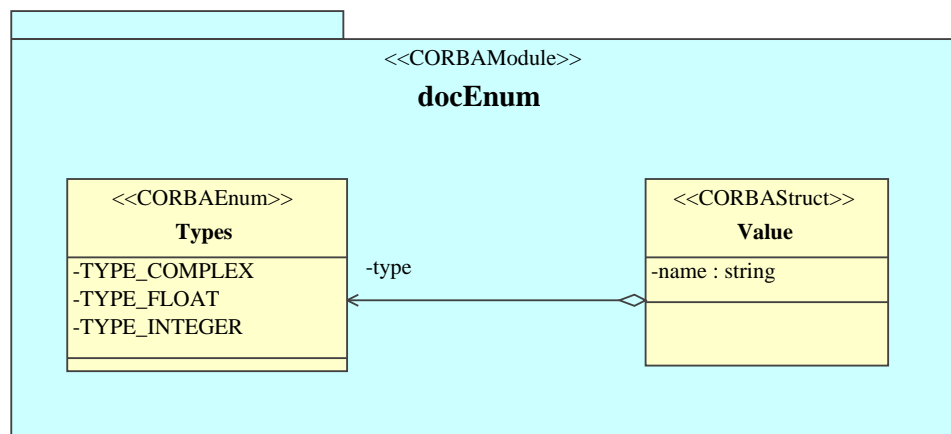 <<CORBAModule>>
docEnum
<<CORBAEnum>>
Types
-TYPE_COMPLEX
-TYPE_FLOAT
-TYPE_INTEGER
-type
<<CORBAStruct>>
Value
-name : string